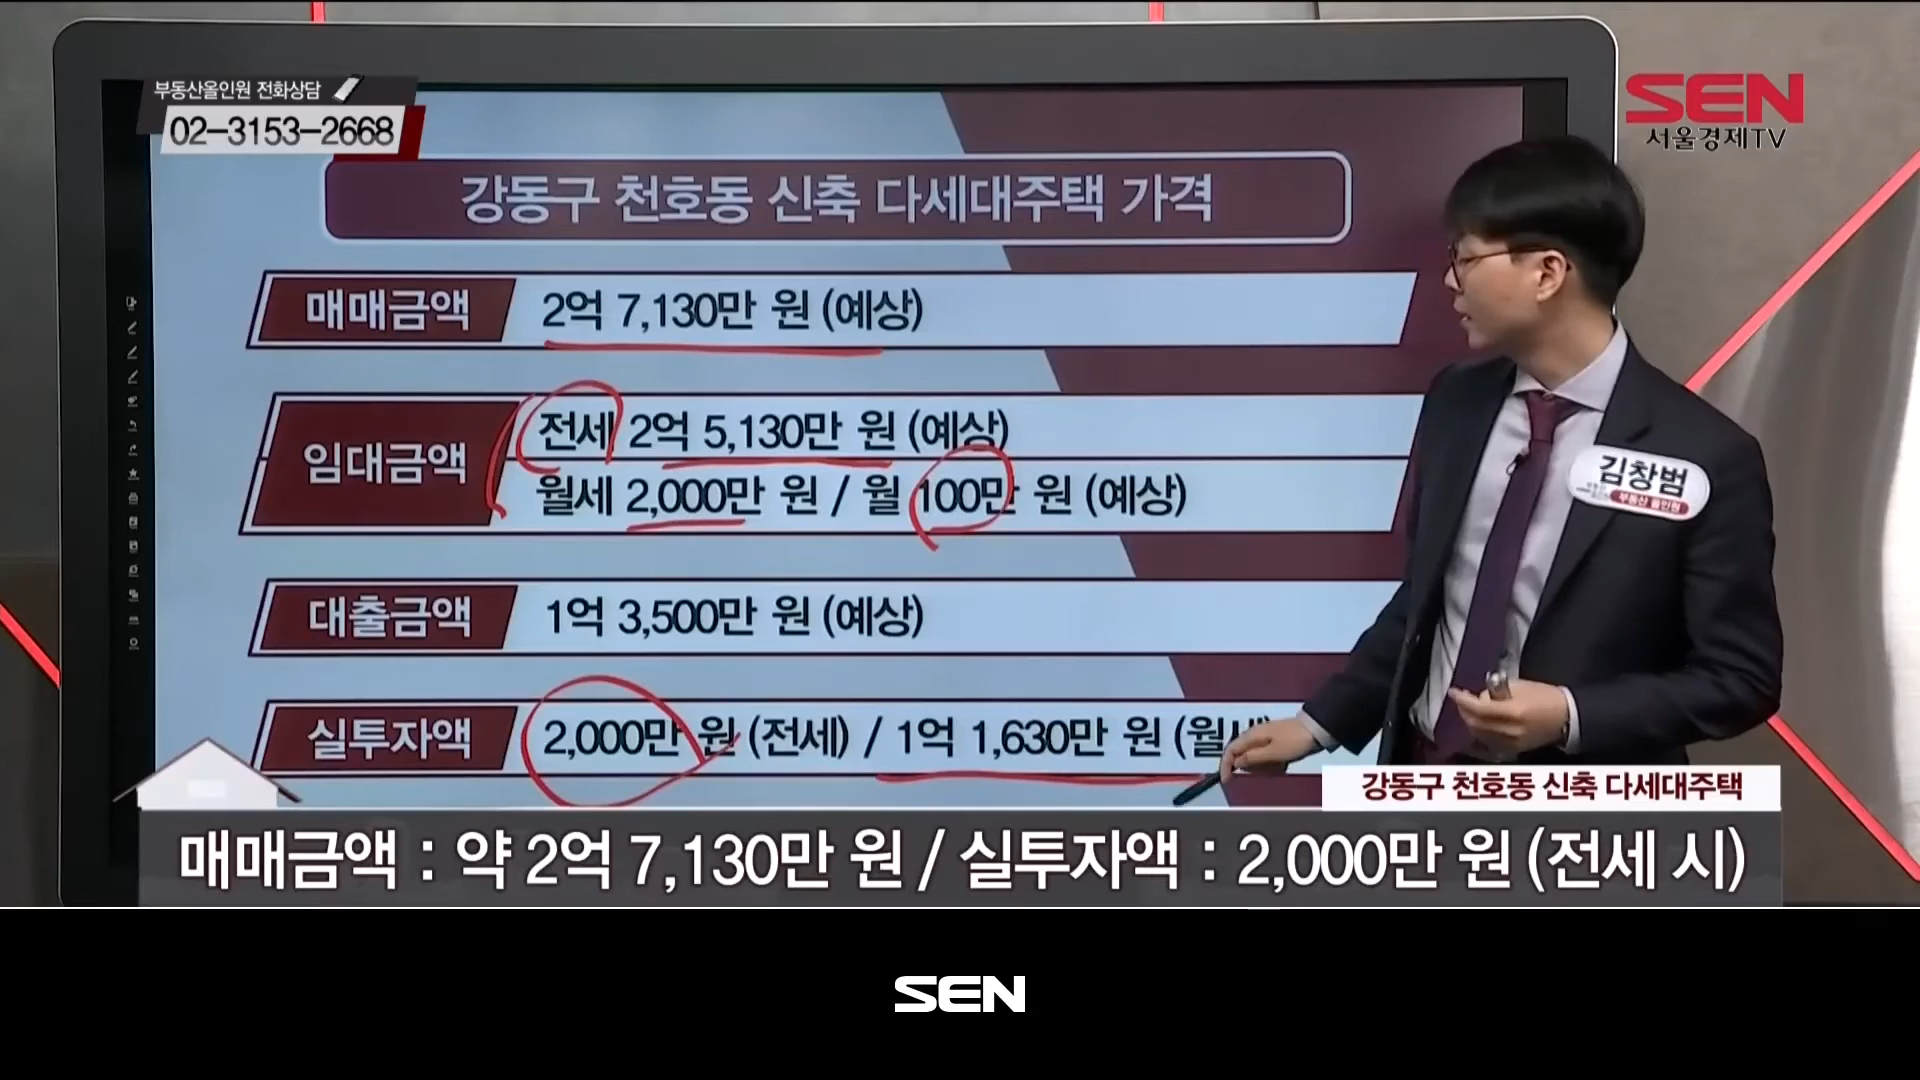 부동산올인원 전화상담
02-3153-2668
SEN
서울경제TV
강동구 천호동 신축 다세대주택 가격
매매금액
2억 7,130만 원 (예상)
임대금액
전세 2억 5,130만 원 (예상)
월세 2,000만 원 / 월 100만 원 (예상)
김창범
부동산 올인원
대출금액
1억 3,500만 원 (예상)
실투자액
2,000만 원 (전세) / 1억 1,630만 원 (월세)
강동구 천호동 신축 다세대주택
매매금액 : 약 2억 7,130만 원 / 실투자액 : 2,000만 원 (전세 시)
SEN